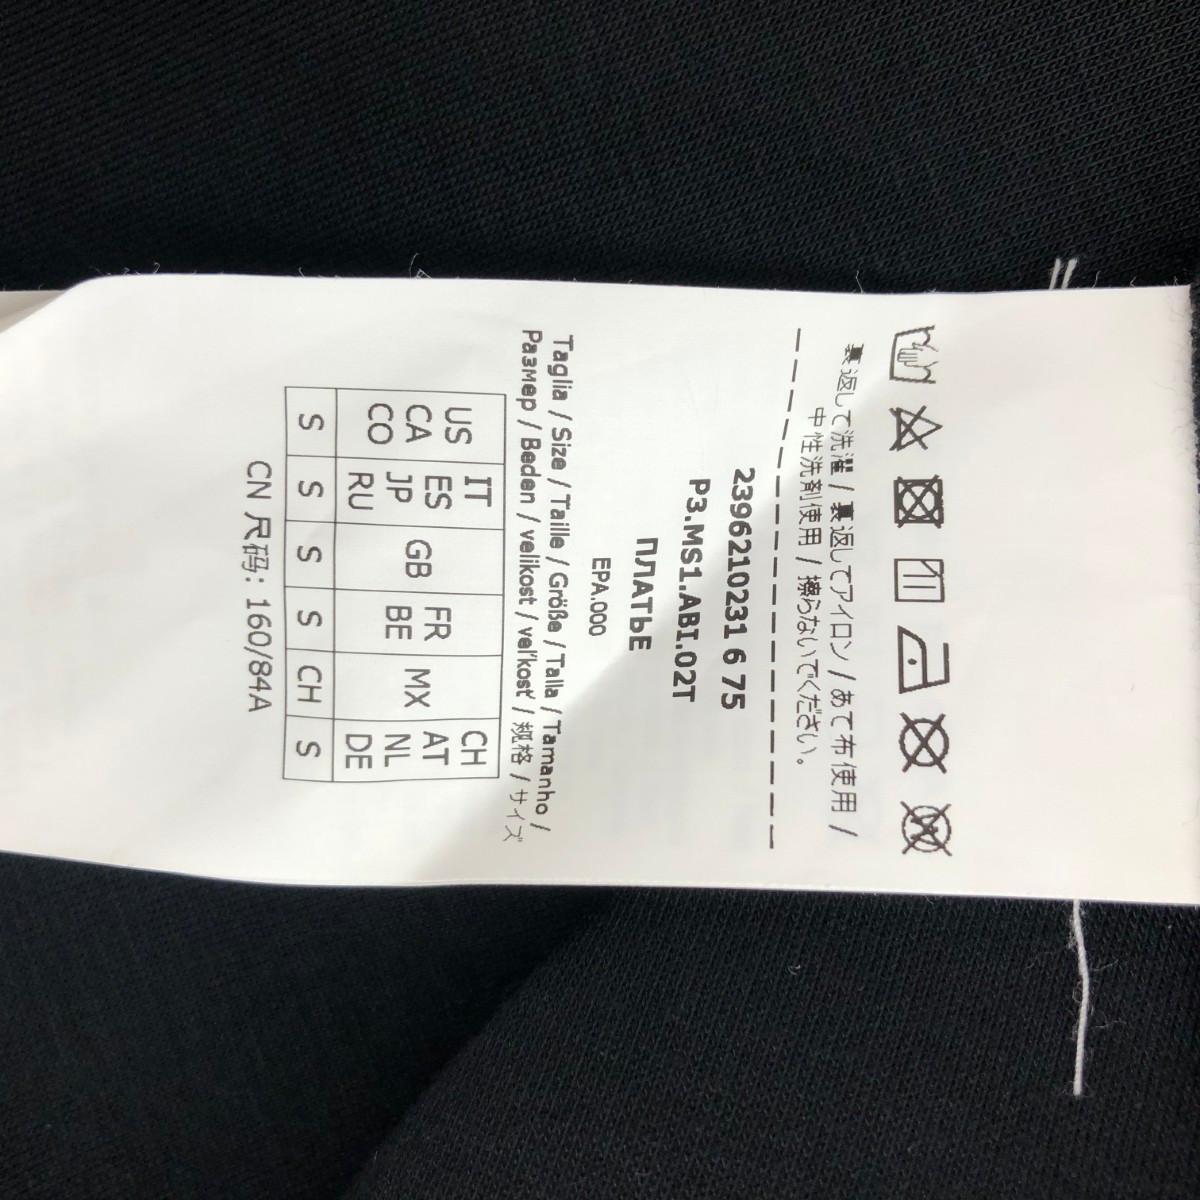 裏返して洗濯 / 裏返してアイロン / あて布使用 /
中性洗剤使用 / 擦らないでください。
2396210231 6 75
P3.MS1.ABI.02T
ПЛАТЬЕ
EPA.000
Taglia / Size / Taille / Größe / Talla / Tamanho /
Размер / Beden / velikost / veľkosť / 规格 / サイズ
US CA CO
IT ES JP RU
GB
FR BE
MX
CH AT NL DE
S S S S CH S
CN 尺码: 160/84A